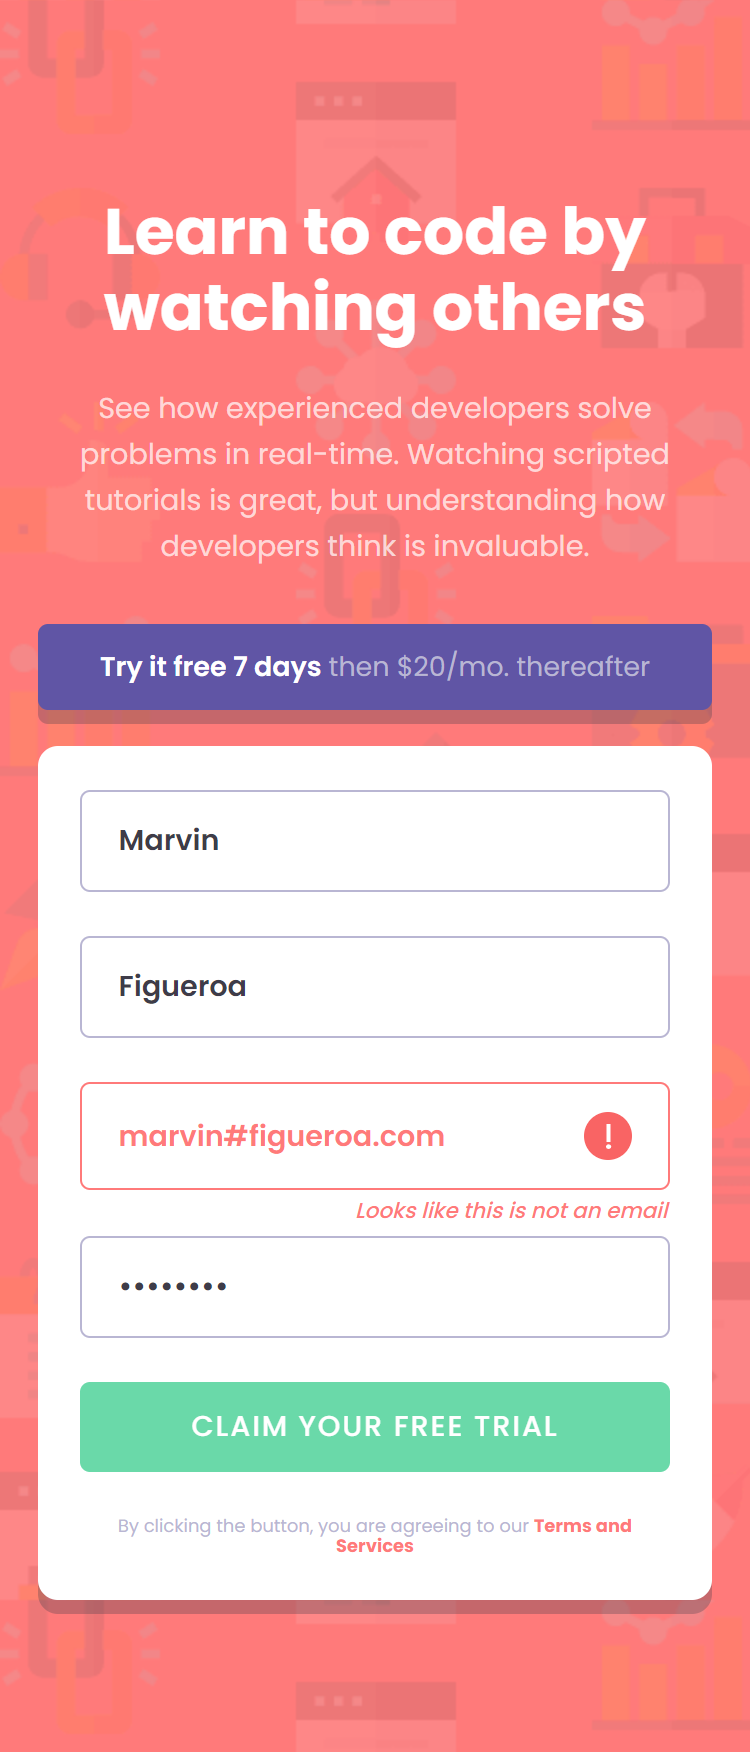 Learn to code by
watching others
See how experienced developers solve
problems in real-time. Watching scripted
tutorials is great, but understanding how
developers think is invaluable.
Try it free 7 days then $20/mo. thereafter
Marvin
Figueroa
marvin#figueroa.com
Looks like this is not an email
••••••••
CLAIM YOUR FREE TRIAL
By clicking the button, you are agreeing to our Terms and
Services